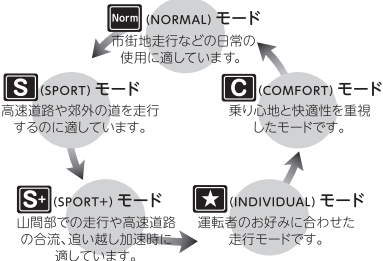 Norm (NORMAL) モード
市街地走行などの日常の
使用に適しています。
S (SPORT) モード
高速道路や郊外の道を走行
するのに適しています。
C (COMFORT) モード
乗り心地と快適性を重視
したモードです。
S+ (SPORT+) モード
山間部での走行や高速道路
の合流、追い越し加速時に
適しています。
★ (INDIVIDUAL) モード
運転者のお好みに合わせた
走行モードです。